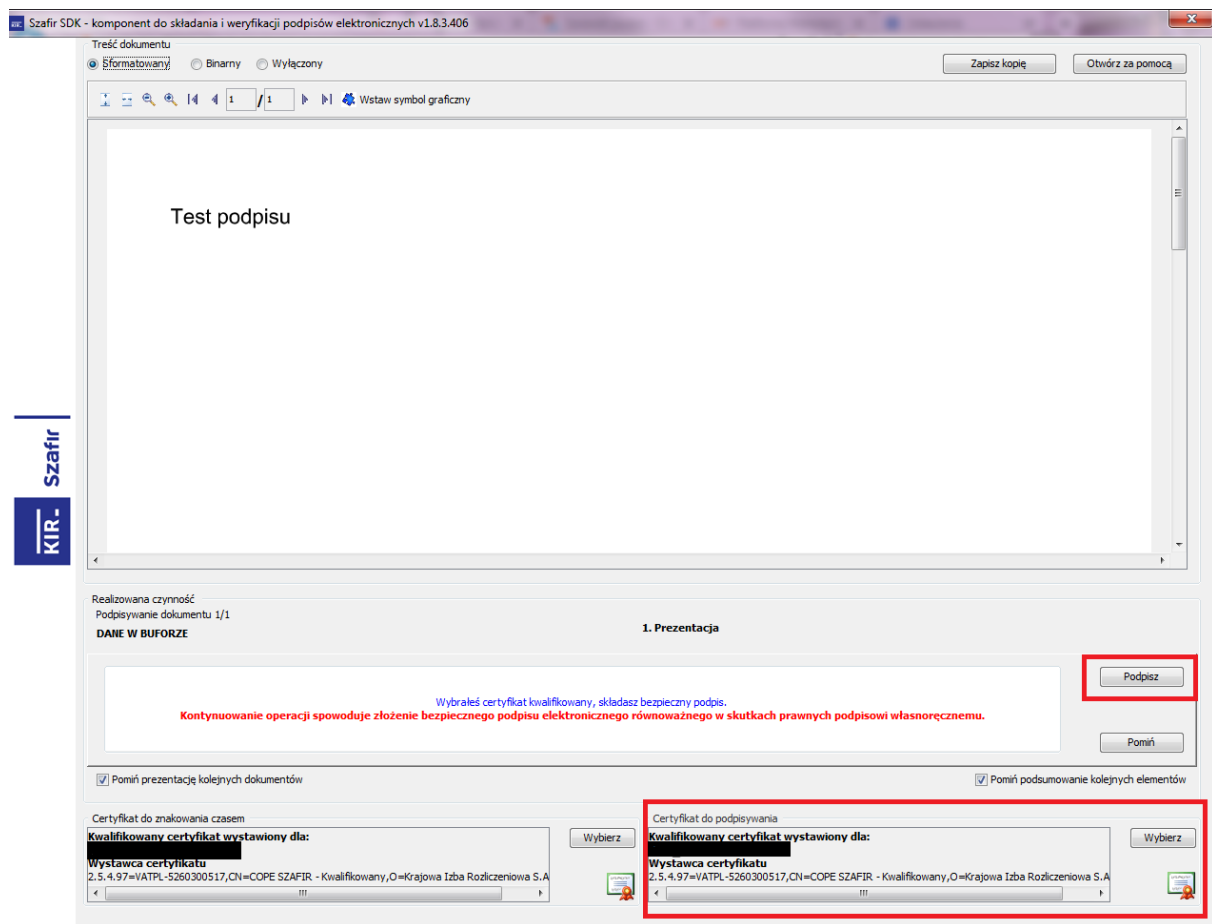 Szafir SDK - komponent do składania i weryfikacji podpisów elektronicznych v1.8.3.406
Treść dokumentu
Sformatowany Binarny Wyłączony Zapisz kopię Otwórz za pomocą
1 / 1 Wstaw symbol graficzny
Test podpisu
KIR. Szafir
Realizowana czynność
Podpisywanie dokumentu 1/1
DANE W BUFORZE
1. Prezentacja
Podpisz
Wybrałeś certyfikat kwalifikowany, składasz bezpieczny podpis.
Kontynuowanie operacji spowoduje złożenie bezpiecznego podpisu elektronicznego równoważnego w skutkach prawnych podpisowi własnoręcznemu.
Pomiń
Pomiń prezentację kolejnych dokumentów Pomiń podsumowanie kolejnych elementów
Certyfikat do znakowania czasem
Kwalifikowany certyfikat wystawiony dla:
Wybierz
Wystawca certyfikatu
2.5.4.97=VATPL-5260300517,CN=COPE SZAFIR - Kwalifikowany,O=Krajowa Izba Rozliczeniowa S.A
Certyfikat do podpisywania
Kwalifikowany certyfikat wystawiony dla:
Wybierz
Wystawca certyfikatu
2.5.4.97=VATPL-5260300517,CN=COPE SZAFIR - Kwalifikowany,O=Krajowa Izba Rozliczeniowa S.A